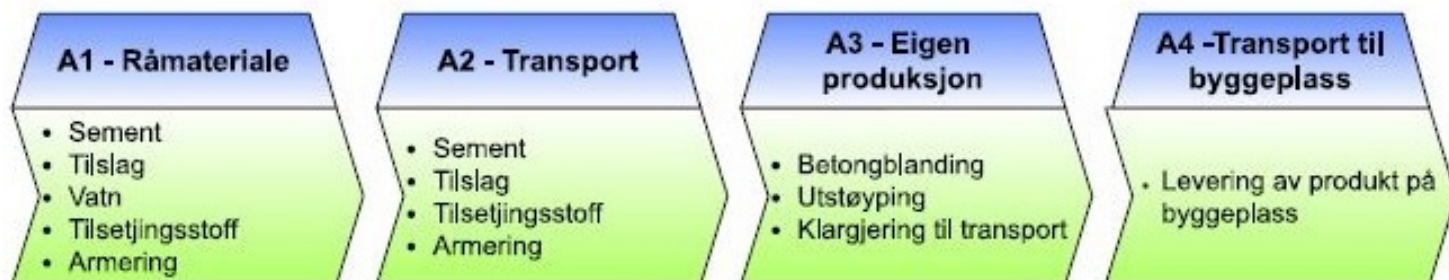 A1 - Råmateriale
• Sement
• Tilslag
• Vatn
• Tilsetjingsstoff
• Armering
A2 - Transport
• Sement
• Tilslag
• Tilsetjingsstoff
• Armering
A3 - Eigen
produksjon
• Betongblanding
• Utstøyping
• Klargjering til transport
A4 -Transport til
byggeplass
• Levering av produkt på
byggeplass